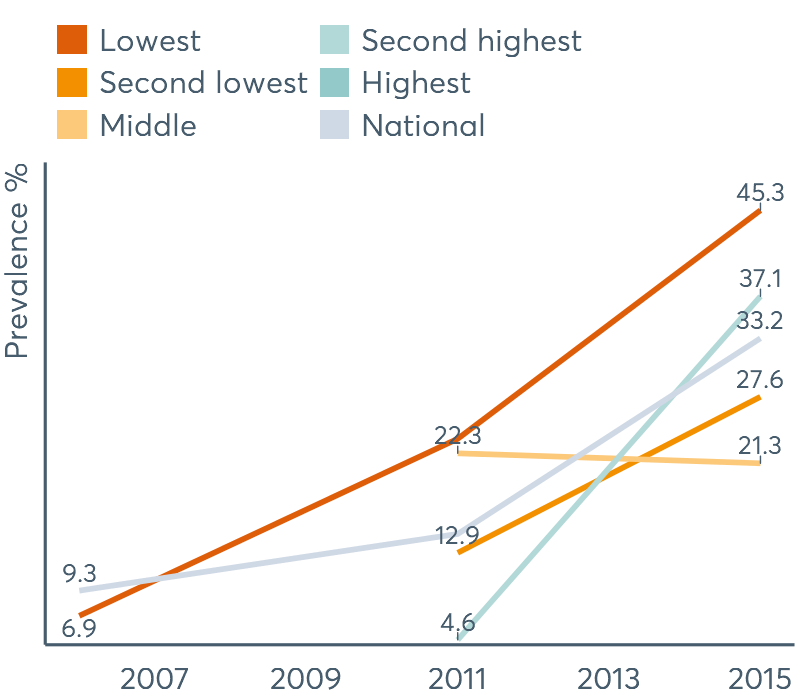 Lowest
Second highest
Second lowest
Highest
Middle
National
Prevalence %
45.3
37.1
33.2
27.6
22.3
21.3
12.9
9.3
6.9
4.6
2007
2009
2011
2013
2015